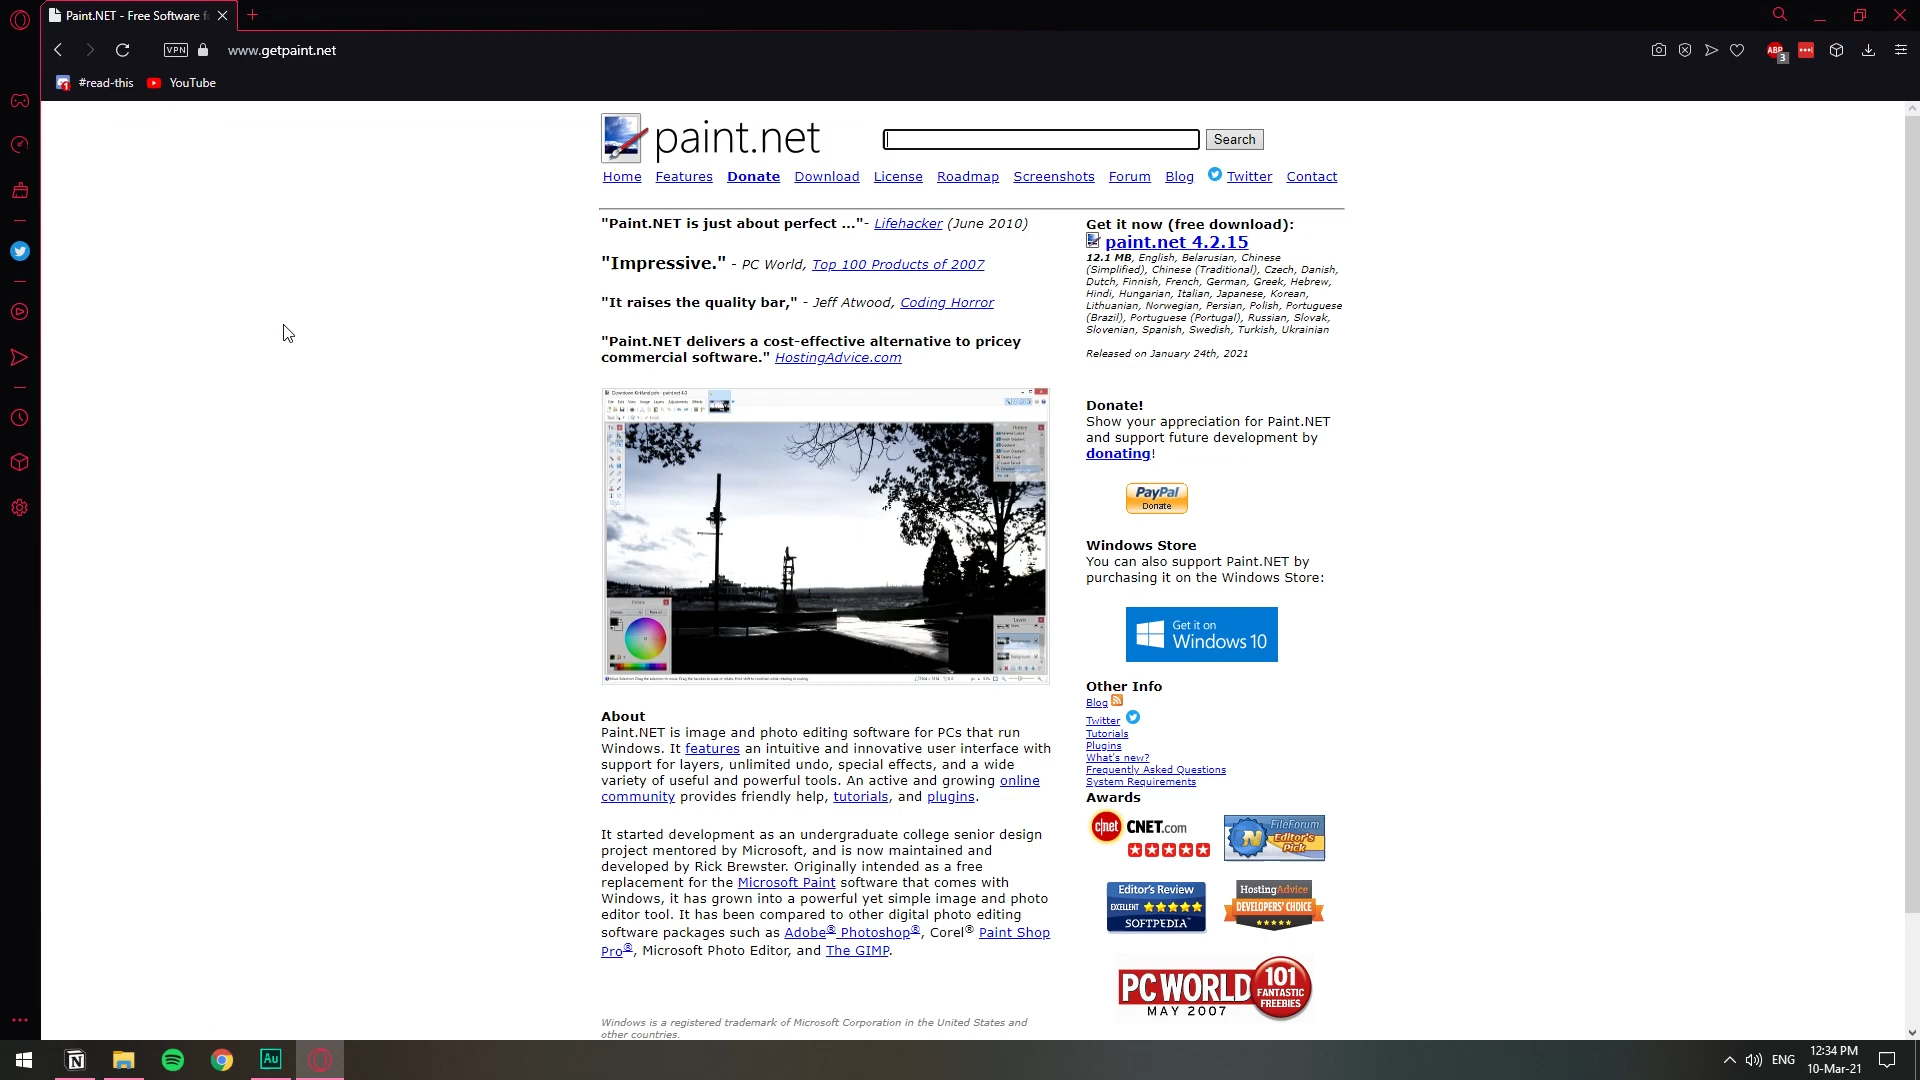 Paint.NET - Free Software f
VPN
www.getpaint.net
ABP
3
#read-this
YouTube
paint.net
Search
Home Features Donate Download License Roadmap Screenshots Forum Blog Twitter Contact
"Paint.NET is just about perfect ..."- Lifehacker (June 2010)
"Impressive." - PC World, Top 100 Products of 2007
"It raises the quality bar," - Jeff Atwood, Coding Horror
"Paint.NET delivers a cost-effective alternative to pricey
commercial software." HostingAdvice.com
About
Paint.NET is image and photo editing software for PCs that run
Windows. It features an intuitive and innovative user interface with
support for layers, unlimited undo, special effects, and a wide
variety of useful and powerful tools. An active and growing online
community provides friendly help, tutorials, and plugins.
It started development as an undergraduate college senior design
project mentored by Microsoft, and is now maintained and
developed by Rick Brewster. Originally intended as a free
replacement for the Microsoft Paint software that comes with
Windows, it has grown into a powerful yet simple image and photo
editor tool. It has been compared to other digital photo editing
software packages such as Adobe® Photoshop®, Corel® Paint Shop
Pro®, Microsoft Photo Editor, and The GIMP.
Windows is a registered trademark of Microsoft Corporation in the United States and
other countries.
Get it now (free download):
paint.net 4.2.15
12.1 MB, English, Belarusian, Chinese
(Simplified), Chinese (Traditional), Czech, Danish,
Dutch, Finnish, French, German, Greek, Hebrew,
Hindi, Hungarian, Italian, Japanese, Korean,
Lithuanian, Norwegian, Persian, Polish, Portuguese
(Brazil), Portuguese (Portugal), Russian, Slovak,
Slovenian, Spanish, Swedish, Turkish, Ukrainian
Released on January 24th, 2021
Donate!
Show your appreciation for Paint.NET
and support future development by
donating!
PayPal
Donate
Windows Store
You can also support Paint.NET by
purchasing it on the Windows Store:
Get it on
Windows 10
Other Info
Blog
Twitter
Tutorials
Plugins
What's new?
Frequently Asked Questions
System Requirements
Awards
c|net CNET.com
FileForum
Editor's
Pick
Editor's Review
EXCELLENT
SOFTPEDIA
HostingAdvice
DEVELOPERS' CHOICE
PC WORLD
MAY 2007
101
FANTASTIC
FREEBIES
Au
ENG
12:34 PM
10-Mar-21